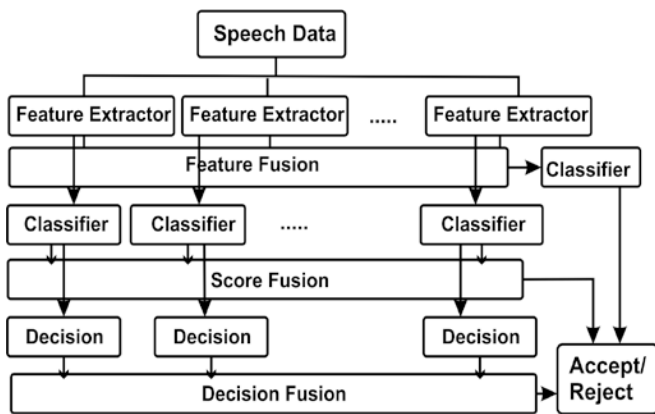 Speech Data
Feature Extractor Feature Extractor ..... Feature Extractor
Feature Fusion
Classifier
Classifier Classifier ..... Classifier
Score Fusion
Decision Decision Decision
Accept/
Reject
Decision Fusion